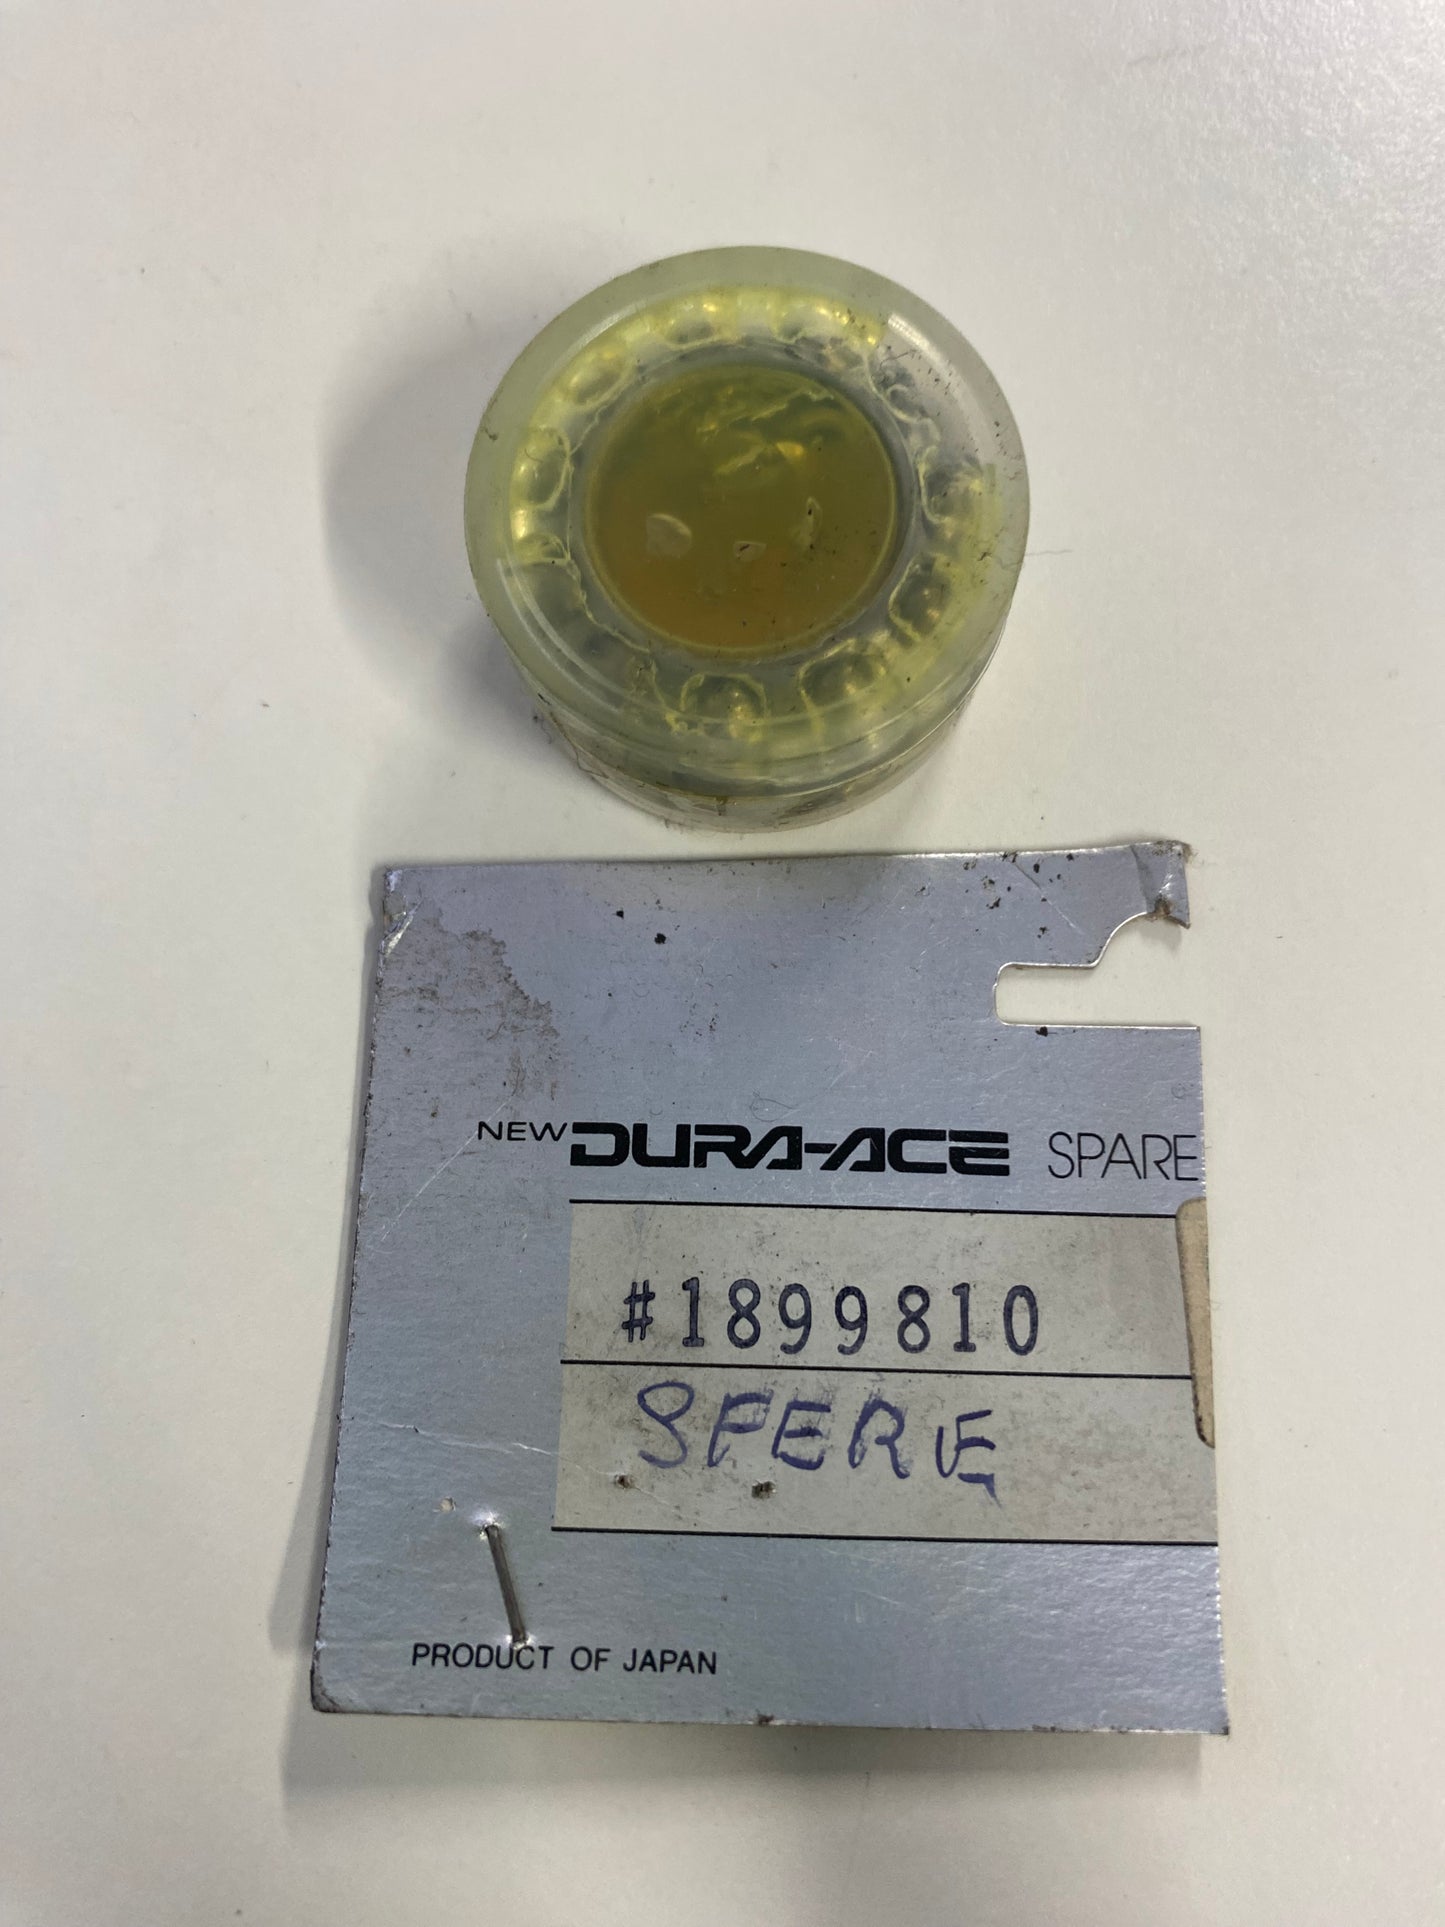 NEW DURA-ACE SPARE
#1899810
SFERE
PRODUCT OF JAPAN